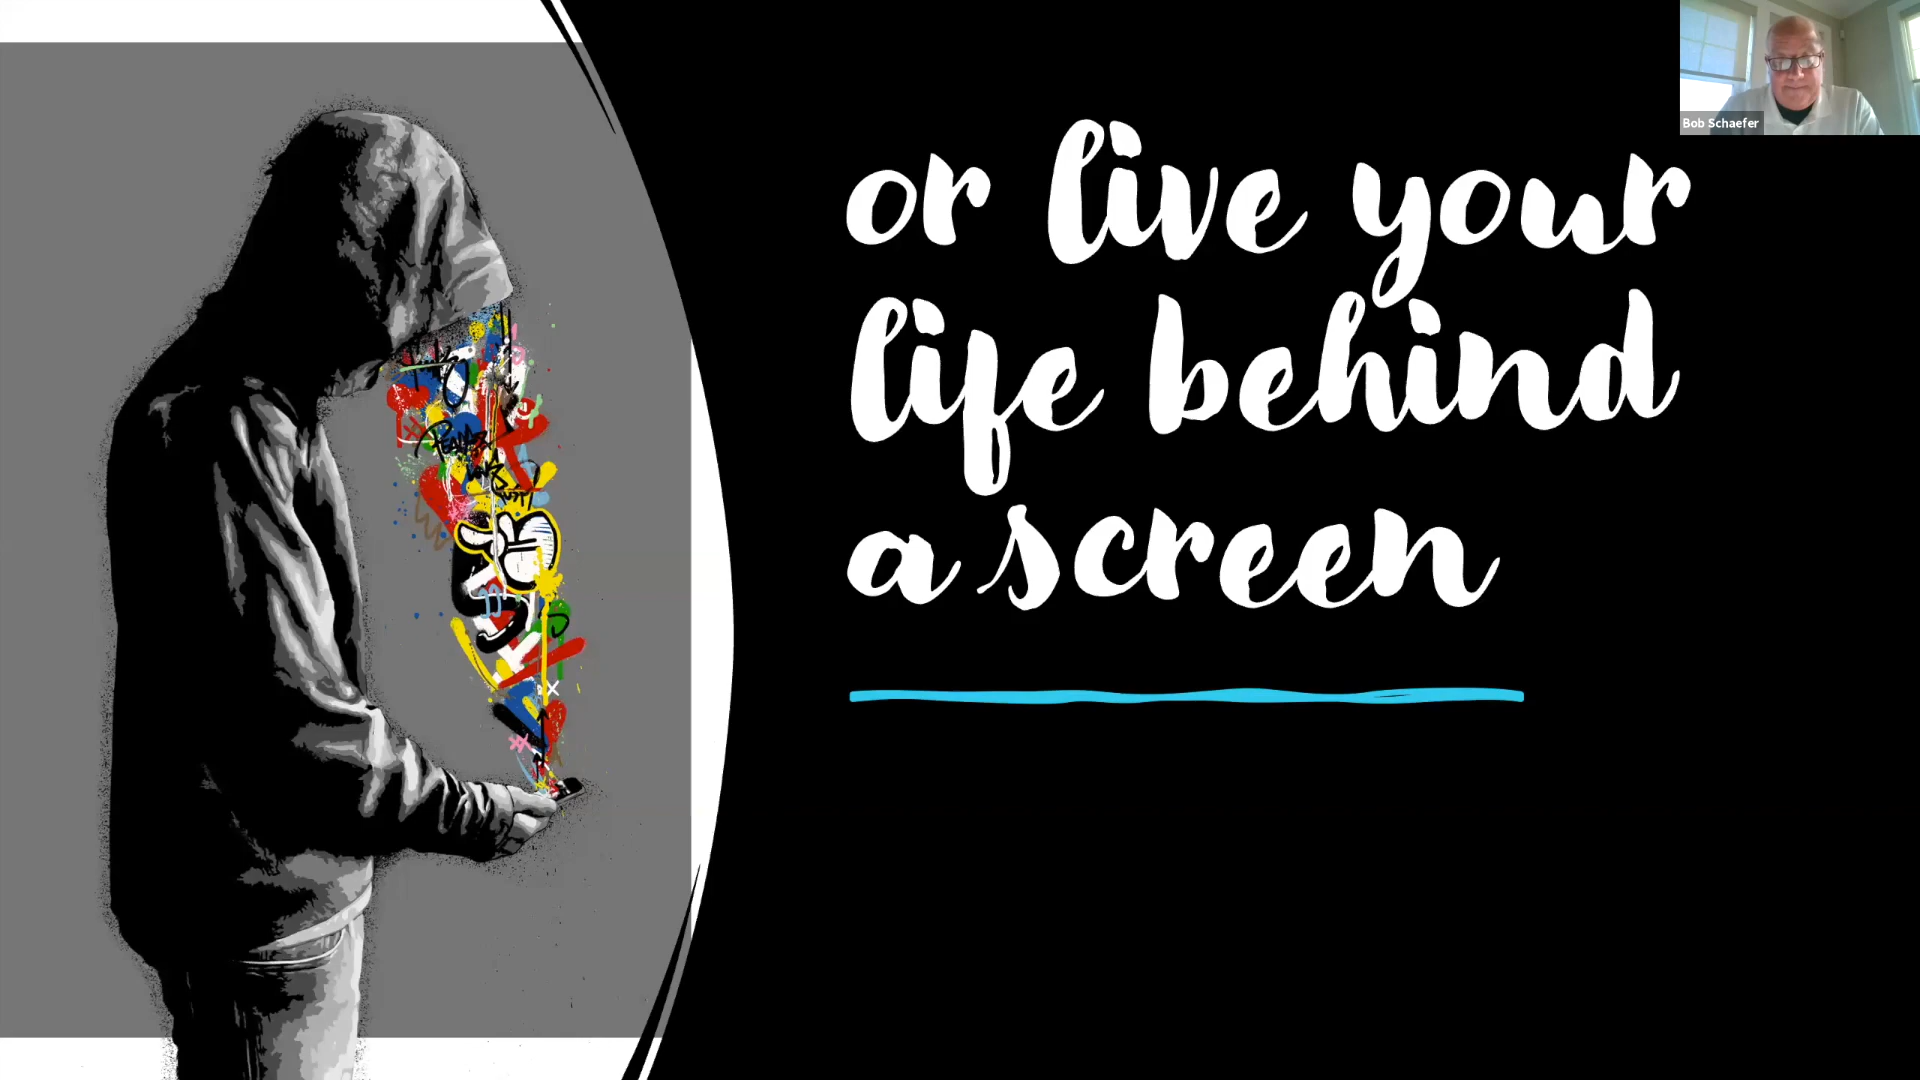 Bob Schaefer
or live your
life behind
a screen